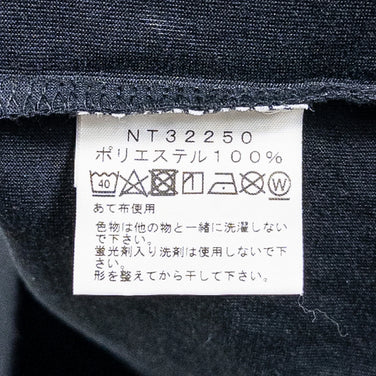 NT32250
ポリエステル100%
40 W
あて布使用
色物は他の物と一緒に洗濯しない
で下さい。
蛍光剤入り洗剤は使用しないで下
さい。
形を整えてから干して下さい。